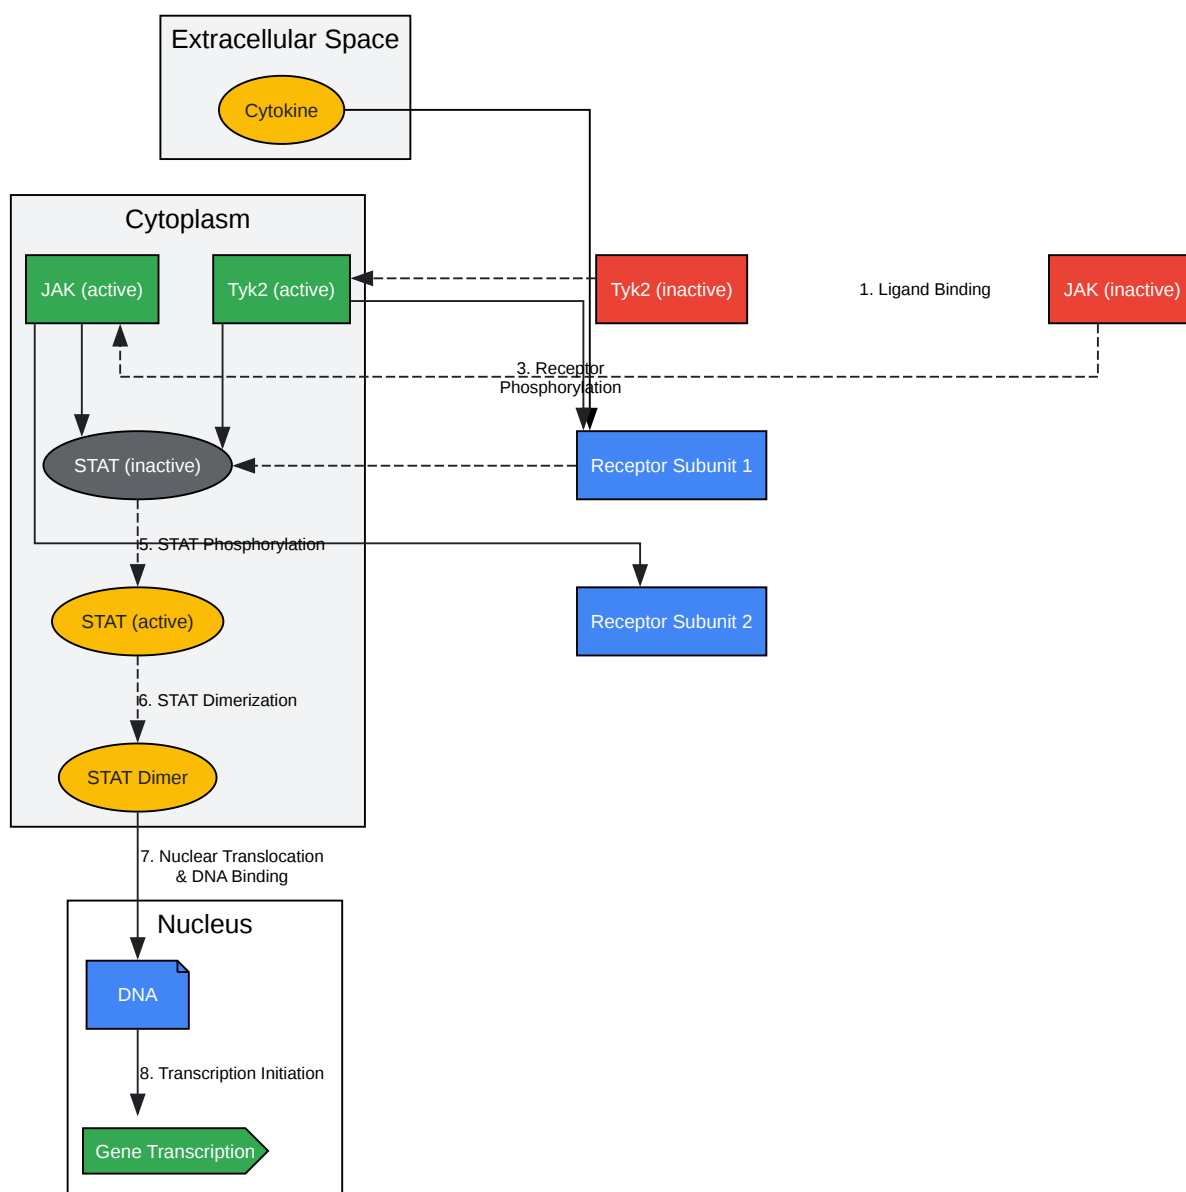 Extracellular Space
Cytokine
Cytoplasm
JAK (active)
Tyk2 (active)
Tyk2 (inactive)
1. Ligand Binding
JAK (inactive)
3. Receptor
Phosphorylation
STAT (inactive)
Receptor Subunit 1
5. STAT Phosphorylation
STAT (active)
Receptor Subunit 2
6. STAT Dimerization
STAT Dimer
7. Nuclear Translocation
& DNA Binding
Nucleus
DNA
8. Transcription Initiation
Gene Transcription